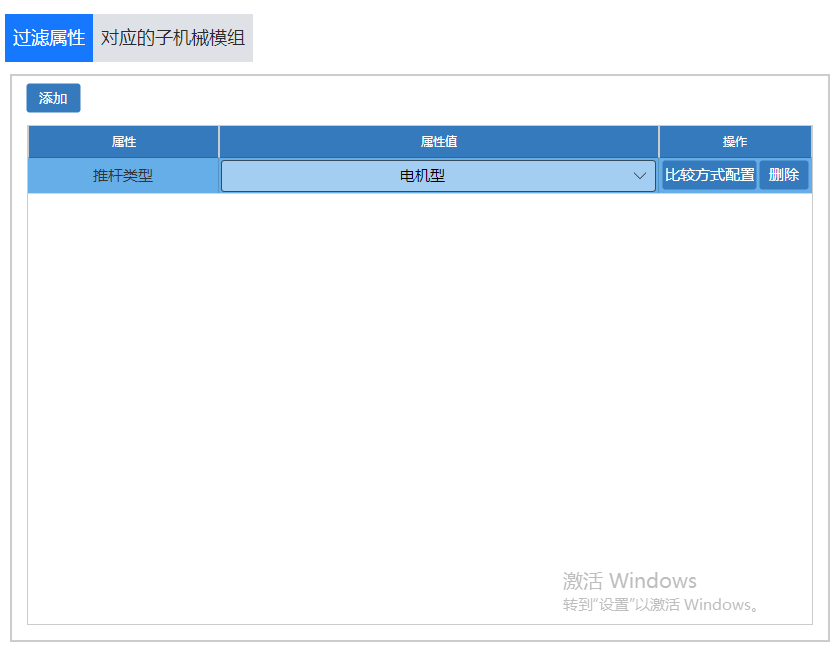 过滤属性 对应的子机械模组
添加
属性 属性值 操作
推杆类型 电机型 比较方式配置 删除
激活 Windows
转到"设置"以激活 Windows。